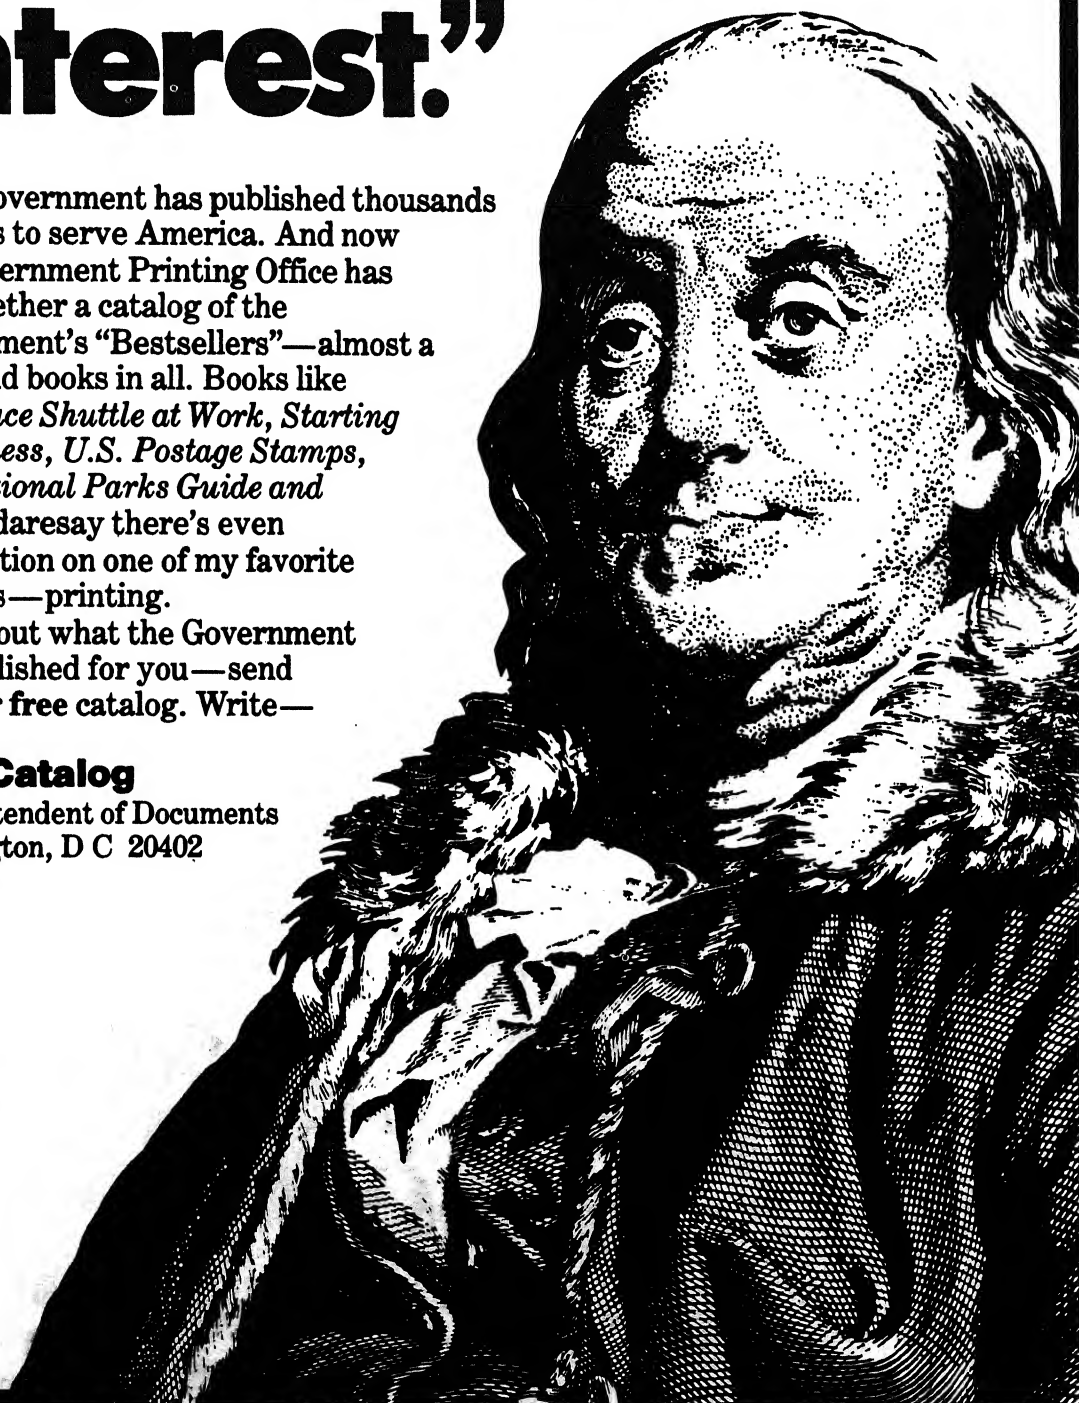 nterest.”
overnment has published thousands
s to serve America. And now
ernment Printing Office has
ether a catalog of the
ment’s “Bestsellers”—almost a
d books in all. Books like
ce Shuttle at Work, Starting
ess, U.S. Postage Stamps,
tional Parks Guide and
daresay there’s even
tion on one of my favorite
s—printing.
out what the Government
lished for you—send
r free catalog. Write—
Catalog
tendent of Documents
ton, D C 20402